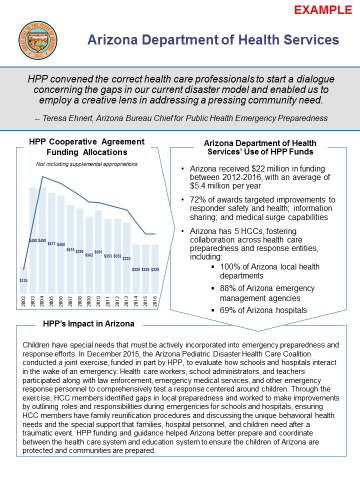 EXAMPLE
Arizona Department of Health Services
HPP convened the correct health care professionals to start a dialogue
concerning the gaps in our current disaster model and enabled us to
employ a creative lens in addressing a pressing community need.
-- Teresa Ehnert, Arizona Bureau Chief for Public Health Emergency Preparedness
HPP Cooperative Agreement
Funding Allocations
Not including supplemental appropriations
2002 2003 2004 2005 2006 2007 2008 2009 2010 2011 2012 2013 2014 2015 2016
Arizona Department of Health
Services' Use of HPP Funds
• Arizona received $22 million in funding
between 2012-2016, with an average of
$5.4 million per year
• 72% of awards targeted improvements to
responder safety and health; information
sharing; and medical surge capabilities
• Arizona has 5 HCCs, fostering
collaboration across health care
preparedness and response entities,
including:
▪ 100% of Arizona local health
departments
▪ 88% of Arizona emergency
management agencies
▪ 69% of Arizona hospitals
HPP's Impact in Arizona
Children have special needs that must be actively incorporated into emergency preparedness and
response efforts. In December 2015, the Arizona Pediatric Disaster Health Care Coalition
conducted a joint exercise, funded in part by HPP, to evaluate how schools and hospitals interact
in the wake of an emergency. Health care workers, school administrators, and teachers
participated along with law enforcement, emergency medical services, and other emergency
response personnel to comprehensively test a response centered around children. Through the
exercise, HCC members identified gaps in local preparedness and worked to make improvements
by outlining roles and responsibilities during emergencies for schools and hospitals, ensuring
HCC members have family reunification procedures and discussing the unique behavioral health
needs and the special support that families, hospital personnel, and children need after a
traumatic event. HPP funding and guidance helped Arizona better prepare and coordinate
between the health care system and education system to ensure the children of Arizona are
protected and communities are prepared.